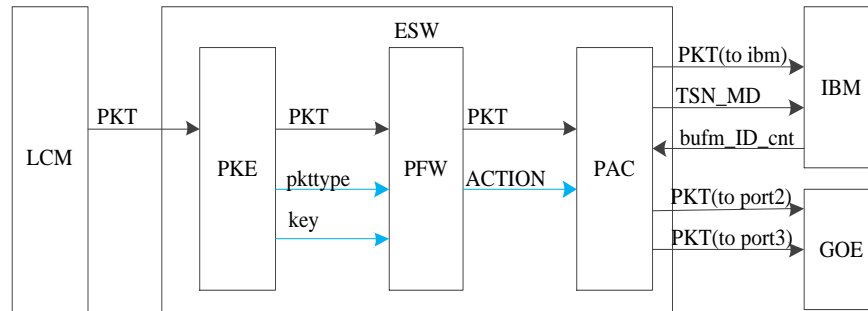 ESW
LCM
PKT
PKE
PKT
pkttype
key
PFW
PKT
ACTION
PAC
PKT(to ibm)
TSN_MD
bufm_ID_cnt
IBM
PKT(to port2)
PKT(to port3)
GOE